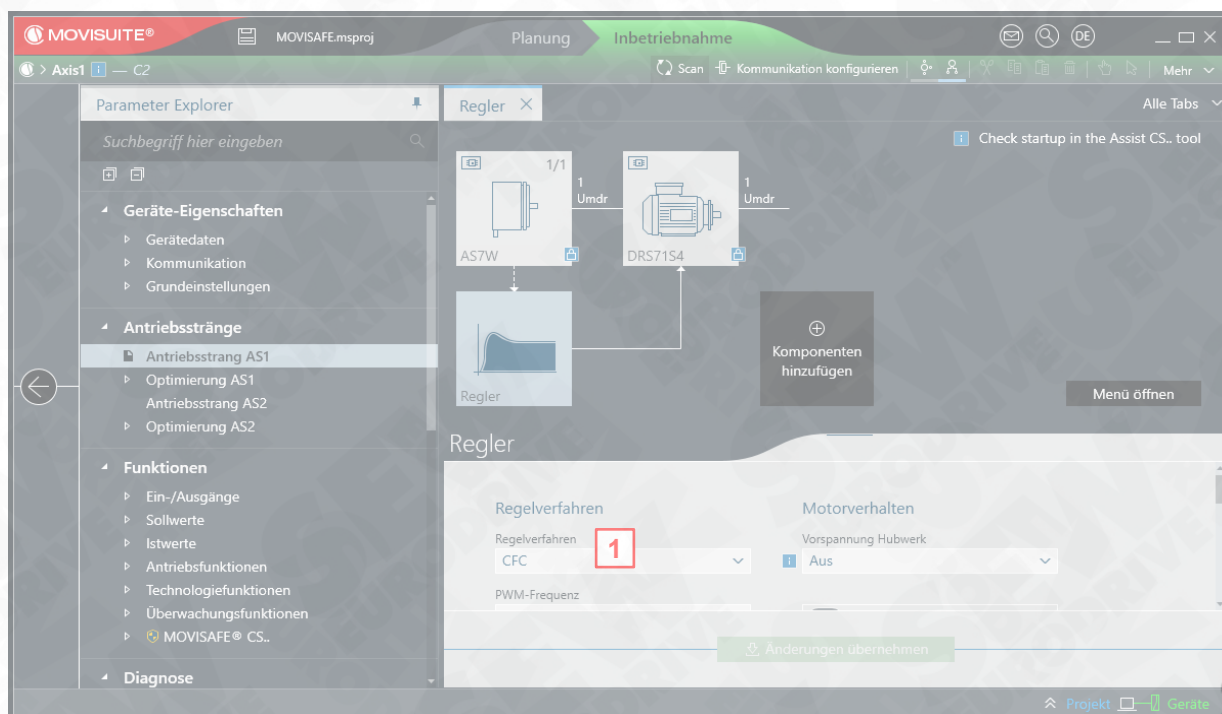 MOVISUITE®
MOVISAFE.msproj
Planung
Inbetriebnahme
DE
> Axis1 i — C2
Scan
Kommunikation konfigurieren
Mehr
Parameter Explorer
Suchbegriff hier eingeben
Geräte-Eigenschaften
Gerätedaten
Kommunikation
Grundeinstellungen
Antriebsstränge
Antriebsstrang AS1
Optimierung AS1
Antriebsstrang AS2
Optimierung AS2
Funktionen
Ein-/Ausgänge
Sollwerte
Istwerte
Antriebsfunktionen
Technologiefunktionen
Überwachungsfunktionen
MOVISAFE® CS..
Diagnose
Regler ×
Alle Tabs
i Check startup in the Assist CS.. tool
1/1
1
Umdr
1
Umdr
AS7W
DRS71S4
Regler
Komponenten
hinzufügen
Menü öffnen
Regler
Regelverfahren
Motorverhalten
Regelverfahren
1
Vorspannung Hubwerk
CFC
i Aus
PWM-Frequenz
Änderungen übernehmen
Projekt
Geräte
SEW
EURODRIVE